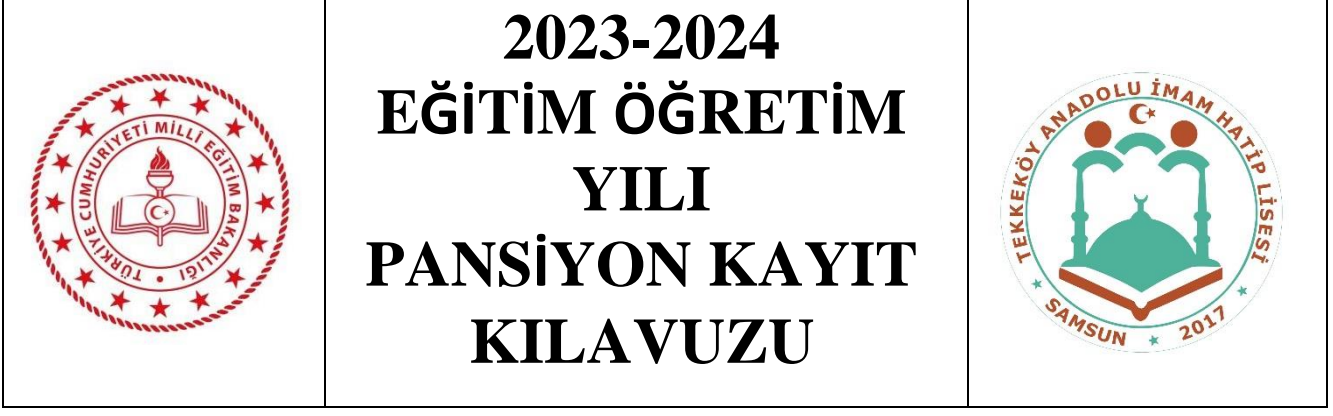 TÜRKİYE CUMHURİYETİ MİLLÎ EĞİTİM BAKANLIĞI
2023-2024
EĞİTİM ÖĞRETİM
YILI
PANSİYON KAYIT
KILAVUZU
TEKKEKÖY ANADOLU İMAM HATİP LİSESİ
SAMSUN 2017